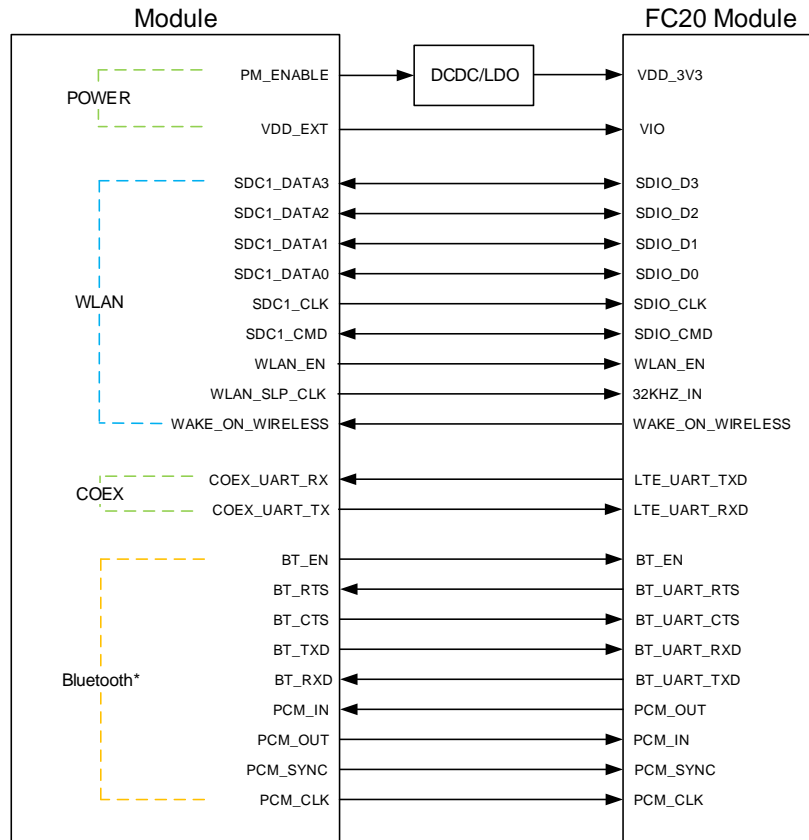 Module FC20 Module
PM_ENABLE DCDC/LDO VDD_3V3
POWER
VDD_EXT VIO
SDC1_DATA3 SDIO_D3
SDC1_DATA2 SDIO_D2
SDC1_DATA1 SDIO_D1
SDC1_DATA0 SDIO_D0
WLAN
SDC1_CLK SDIO_CLK
SDC1_CMD SDIO_CMD
WLAN_EN WLAN_EN
WLAN_SLP_CLK 32KHZ_IN
WAKE_ON_WIRELESS WAKE_ON_WIRELESS
COEX_UART_RX LTE_UART_TXD
COEX
COEX_UART_TX LTE_UART_RXD
BT_EN BT_EN
BT_RTS BT_UART_RTS
BT_CTS BT_UART_CTS
BT_TXD BT_UART_RXD
Bluetooth* BT_RXD BT_UART_TXD
PCM_IN PCM_OUT
PCM_OUT PCM_IN
PCM_SYNC PCM_SYNC
PCM_CLK PCM_CLK